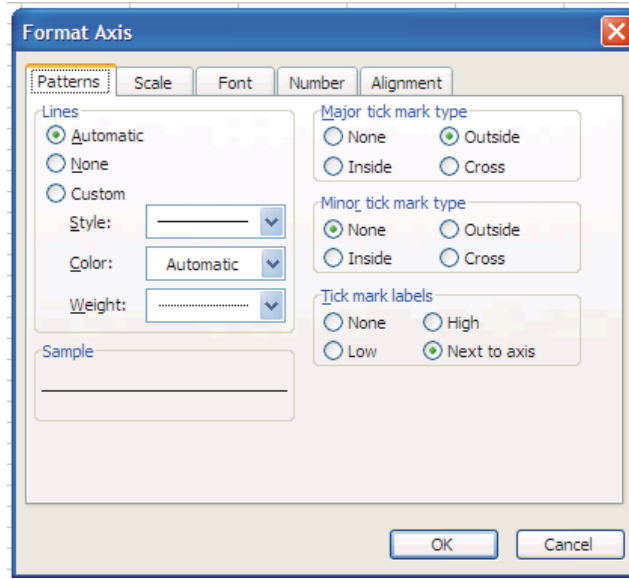 Format Axis
Patterns Scale Font Number Alignment
Lines
Automatic
None
Custom
Style:
Color: Automatic
Weight:
Sample
Major tick mark type
None Outside
Inside Cross
Minor tick mark type
None Outside
Inside Cross
Tick mark labels
None High
Low Next to axis
OK Cancel